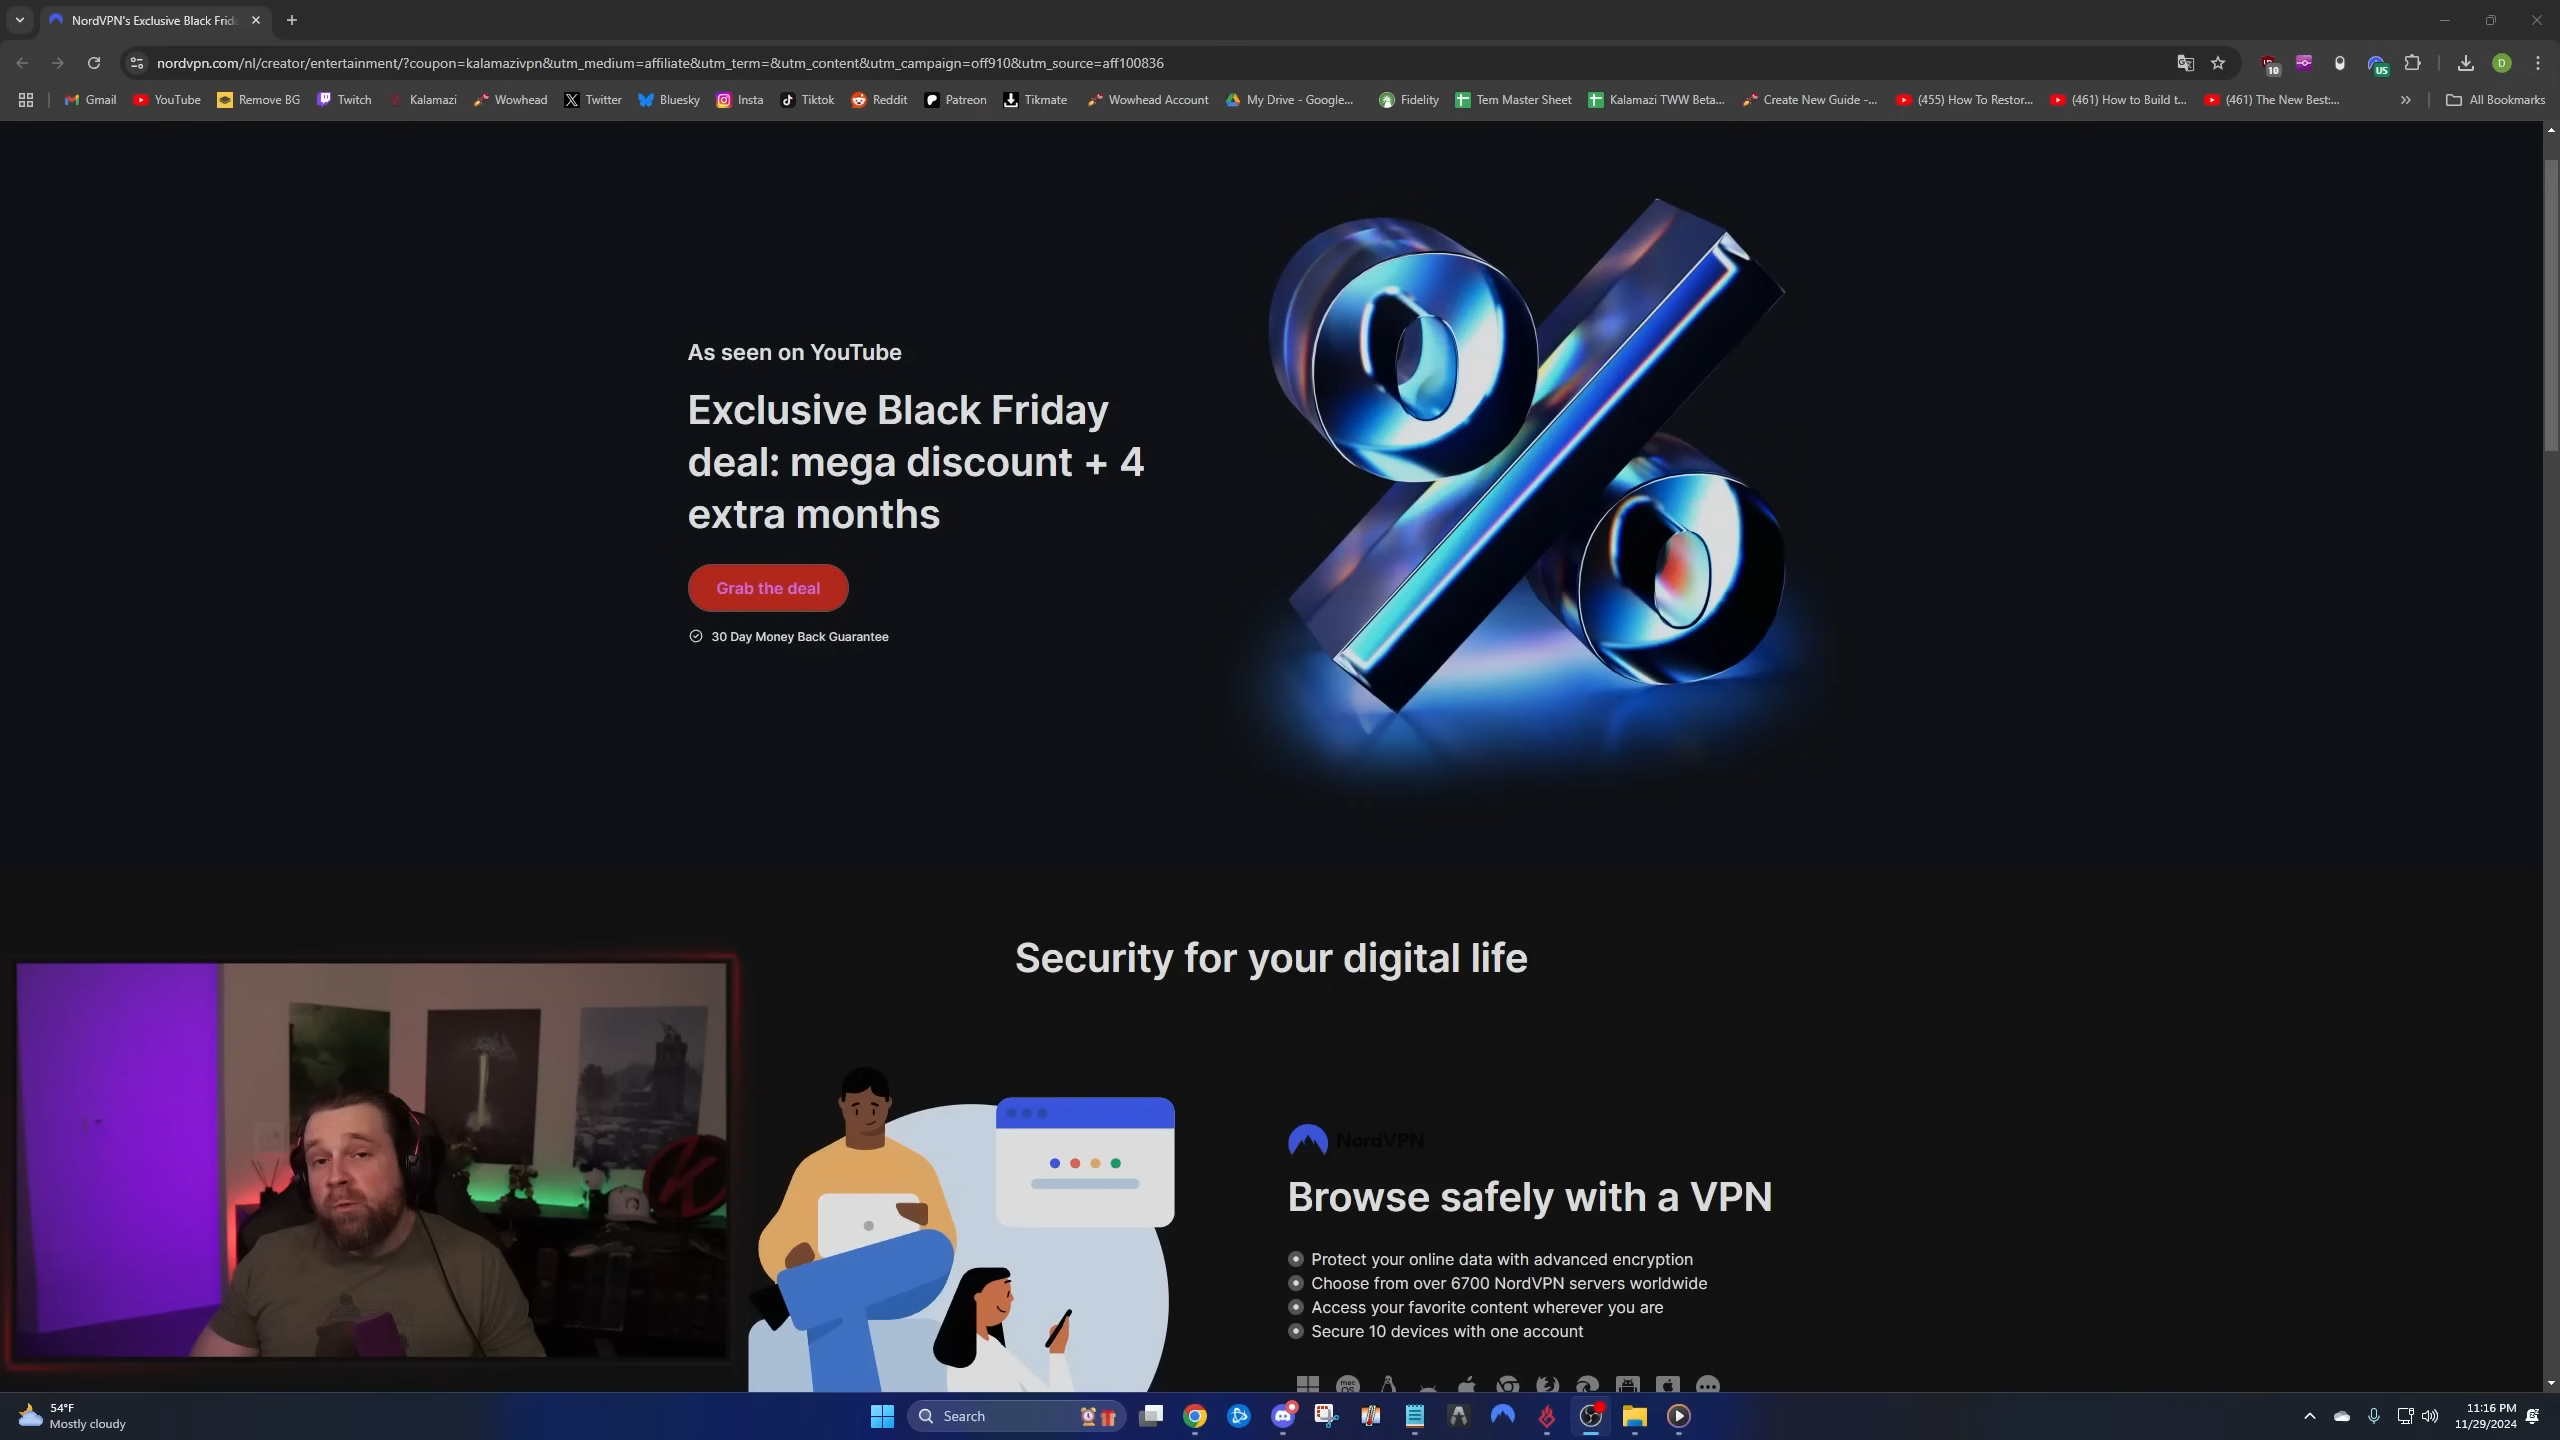 NordVPN's Exclusive Black Frid
nordvpn.com/nl/creator/entertainment/?coupon=kalamazivpn&utm_medium=affiliate&utm_term=&utm_content&utm_campaign=off910&utm_source=aff100836
10
US
D
Gmail
YouTube
Remove BG
Twitch
Kalamazi
Wowhead
Twitter
Bluesky
Insta
Tiktok
Reddit
Patreon
Tikmate
Wowhead Account
My Drive - Google...
Fidelity
Tem Master Sheet
Kalamazi TWW Beta...
Create New Guide -...
(455) How To Restor...
(461) How to Build t...
(461) The New Best:...
All Bookmarks
As seen on YouTube
Exclusive Black Friday
deal: mega discount + 4
extra months
Grab the deal
30 Day Money Back Guarantee
%
Security for your digital life
NordVPN
Browse safely with a VPN
Protect your online data with advanced encryption
Choose from over 6700 NordVPN servers worldwide
Access your favorite content wherever you are
Secure 10 devices with one account
mac
OS
K
54°F
Mostly cloudy
Search
11:16 PM
11/29/2024